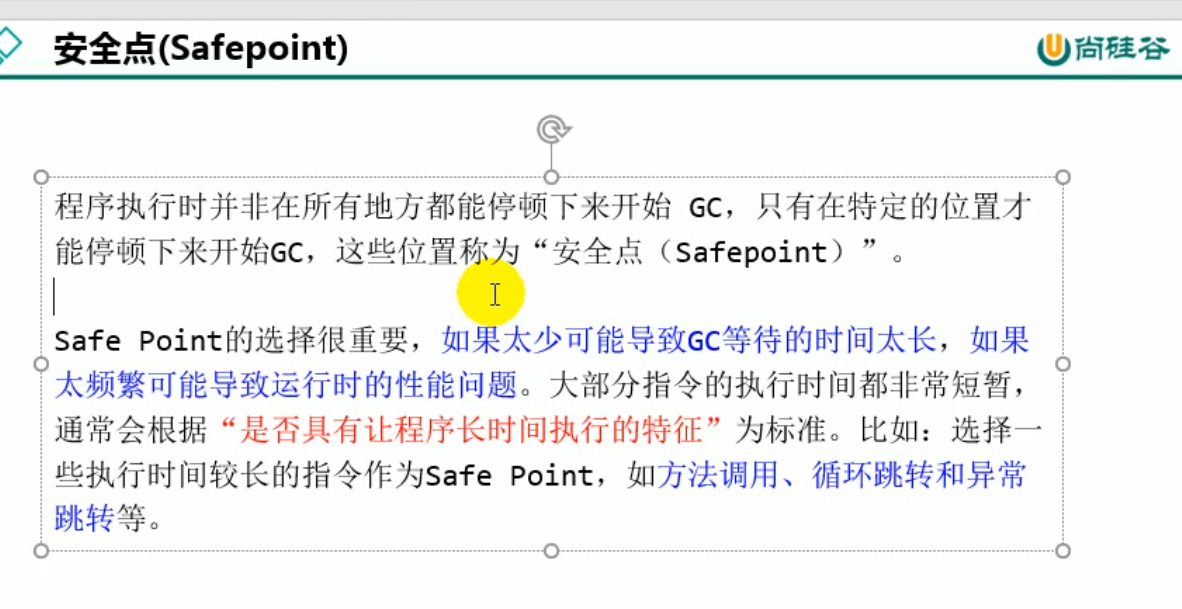 安全点(Safepoint)
尚硅谷
程序执行时并非在所有地方都能停顿下来开始 GC，只有在特定的位置才
能停顿下来开始GC，这些位置称为“安全点（Safepoint）”。
Safe Point的选择很重要，如果太少可能导致GC等待的时间太长，如果
太频繁可能导致运行时的性能问题。大部分指令的执行时间都非常短暂，
通常会根据“是否具有让程序长时间执行的特征”为标准。比如：选择一
些执行时间较长的指令作为Safe Point，如方法调用、循环跳转和异常
跳转等。